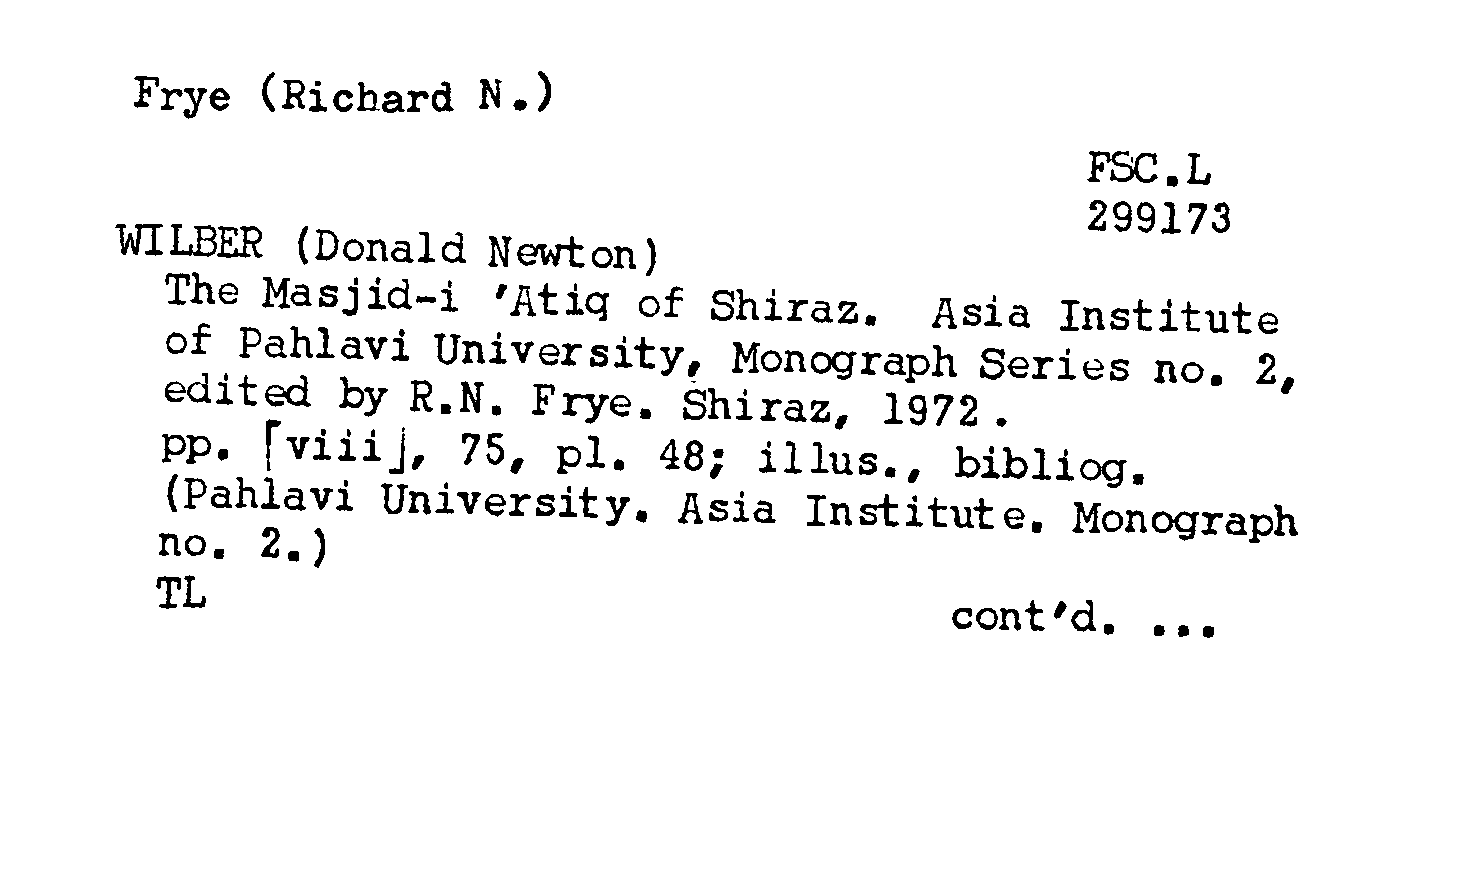 Frye (Richard N.)
FSC.L
299173
WILBER (Donald Newton)
The Masjid-i 'Atiq of Shiraz. Asia Institute
of Pahlavi University, Monograph Series no. 2,
edited by R.N. Frye. Shiraz, 1972.
pp. ⌈viii⌋, 75, pl. 48; illus., bibliog.
(Pahlavi University. Asia Institute. Monograph
no. 2.)
TL
cont'd. ...